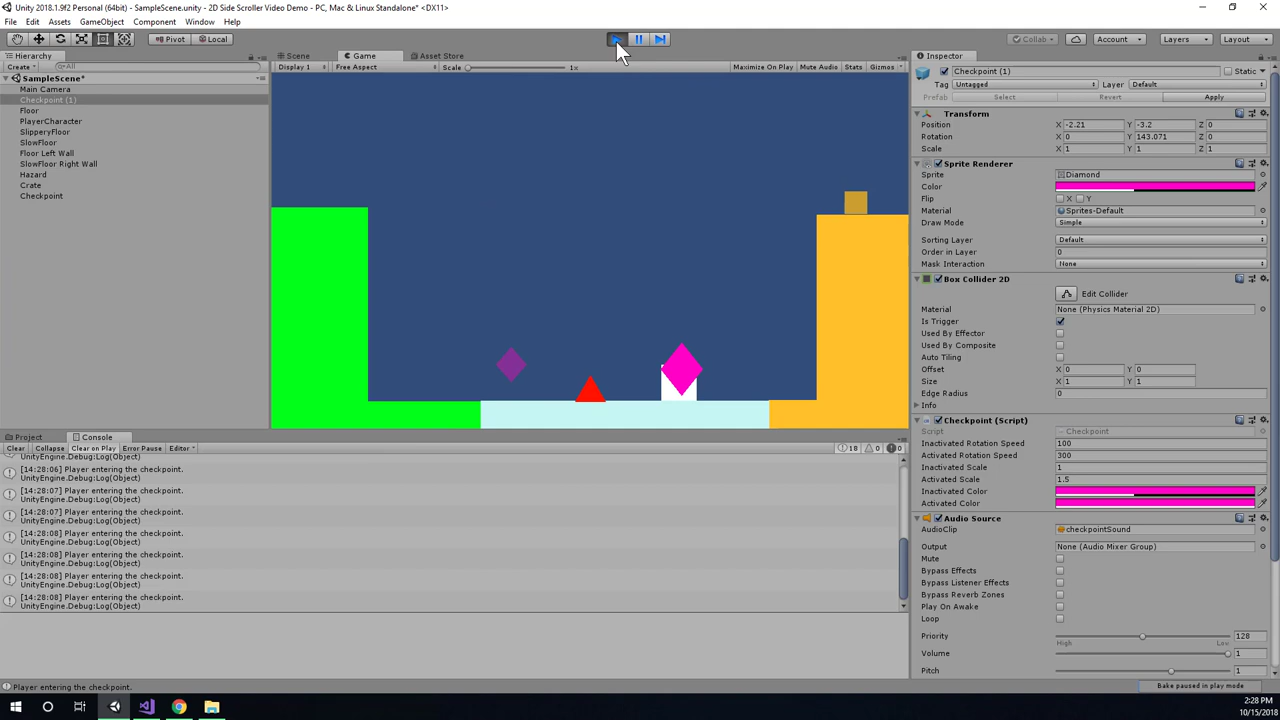 Unity 2018.1.9f2 Personal (64bit) - SampleScene.unity - 2D Side Scroller Video Demo - PC, Mac & Linux Standalone* <DX11>
File Edit Assets GameObject Component Window Help
Pivot Local Collab Account Layers Layout
Hierarchy
Create All
SampleScene*
Main Camera
Checkpoint (1)
Floor
PlayerCharacter
SlipperyFloor
SlowFloor
Floor Left Wall
SlowFloor Right Wall
Hazard
Crate
Checkpoint
Scene Game Asset Store
Display 1 Free Aspect Scale 1x Maximize On Play Mute Audio Stats Gizmos
Project Console
Clear Collapse Clear on Play Error Pause Editor 18 0 0
UnityEngine.Debug:Log(Object)
[14:28:06] Player entering the checkpoint.
UnityEngine.Debug:Log(Object)
[14:28:07] Player entering the checkpoint.
UnityEngine.Debug:Log(Object)
[14:28:07] Player entering the checkpoint.
UnityEngine.Debug:Log(Object)
[14:28:08] Player entering the checkpoint.
UnityEngine.Debug:Log(Object)
[14:28:08] Player entering the checkpoint.
UnityEngine.Debug:Log(Object)
[14:28:08] Player entering the checkpoint.
UnityEngine.Debug:Log(Object)
[14:28:08] Player entering the checkpoint.
UnityEngine.Debug:Log(Object)
Player entering the checkpoint.
Inspector
Checkpoint (1) Static
Tag Untagged Layer Default
Prefab Select Revert Apply
Transform
Position X -2.21 Y -3.2 Z 0
Rotation X 0 Y 143.071 Z 0
Scale X 1 Y 1 Z 1
Sprite Renderer
Sprite Diamond
Color
Flip X Y
Material Sprites-Default
Draw Mode Simple
Sorting Layer Default
Order in Layer 0
Mask Interaction None
Box Collider 2D
Edit Collider
Material None (Physics Material 2D)
Is Trigger
Used By Effector
Used By Composite
Auto Tiling
Offset X 0 Y 0
Size X 1 Y 1
Edge Radius 0
Info
Checkpoint (Script)
Script Checkpoint
Inactivated Rotation Speed 100
Activated Rotation Speed 300
Inactivated Scale 1
Activated Scale 1.5
Inactivated Color
Activated Color
Audio Source
AudioClip checkpointSound
Output None (Audio Mixer Group)
Mute
Bypass Effects
Bypass Listener Effects
Bypass Reverb Zones
Play On Awake
Loop
Priority 128
High Low
Volume 1
Pitch 1
Bake paused in play mode
2:28 PM
10/15/2018